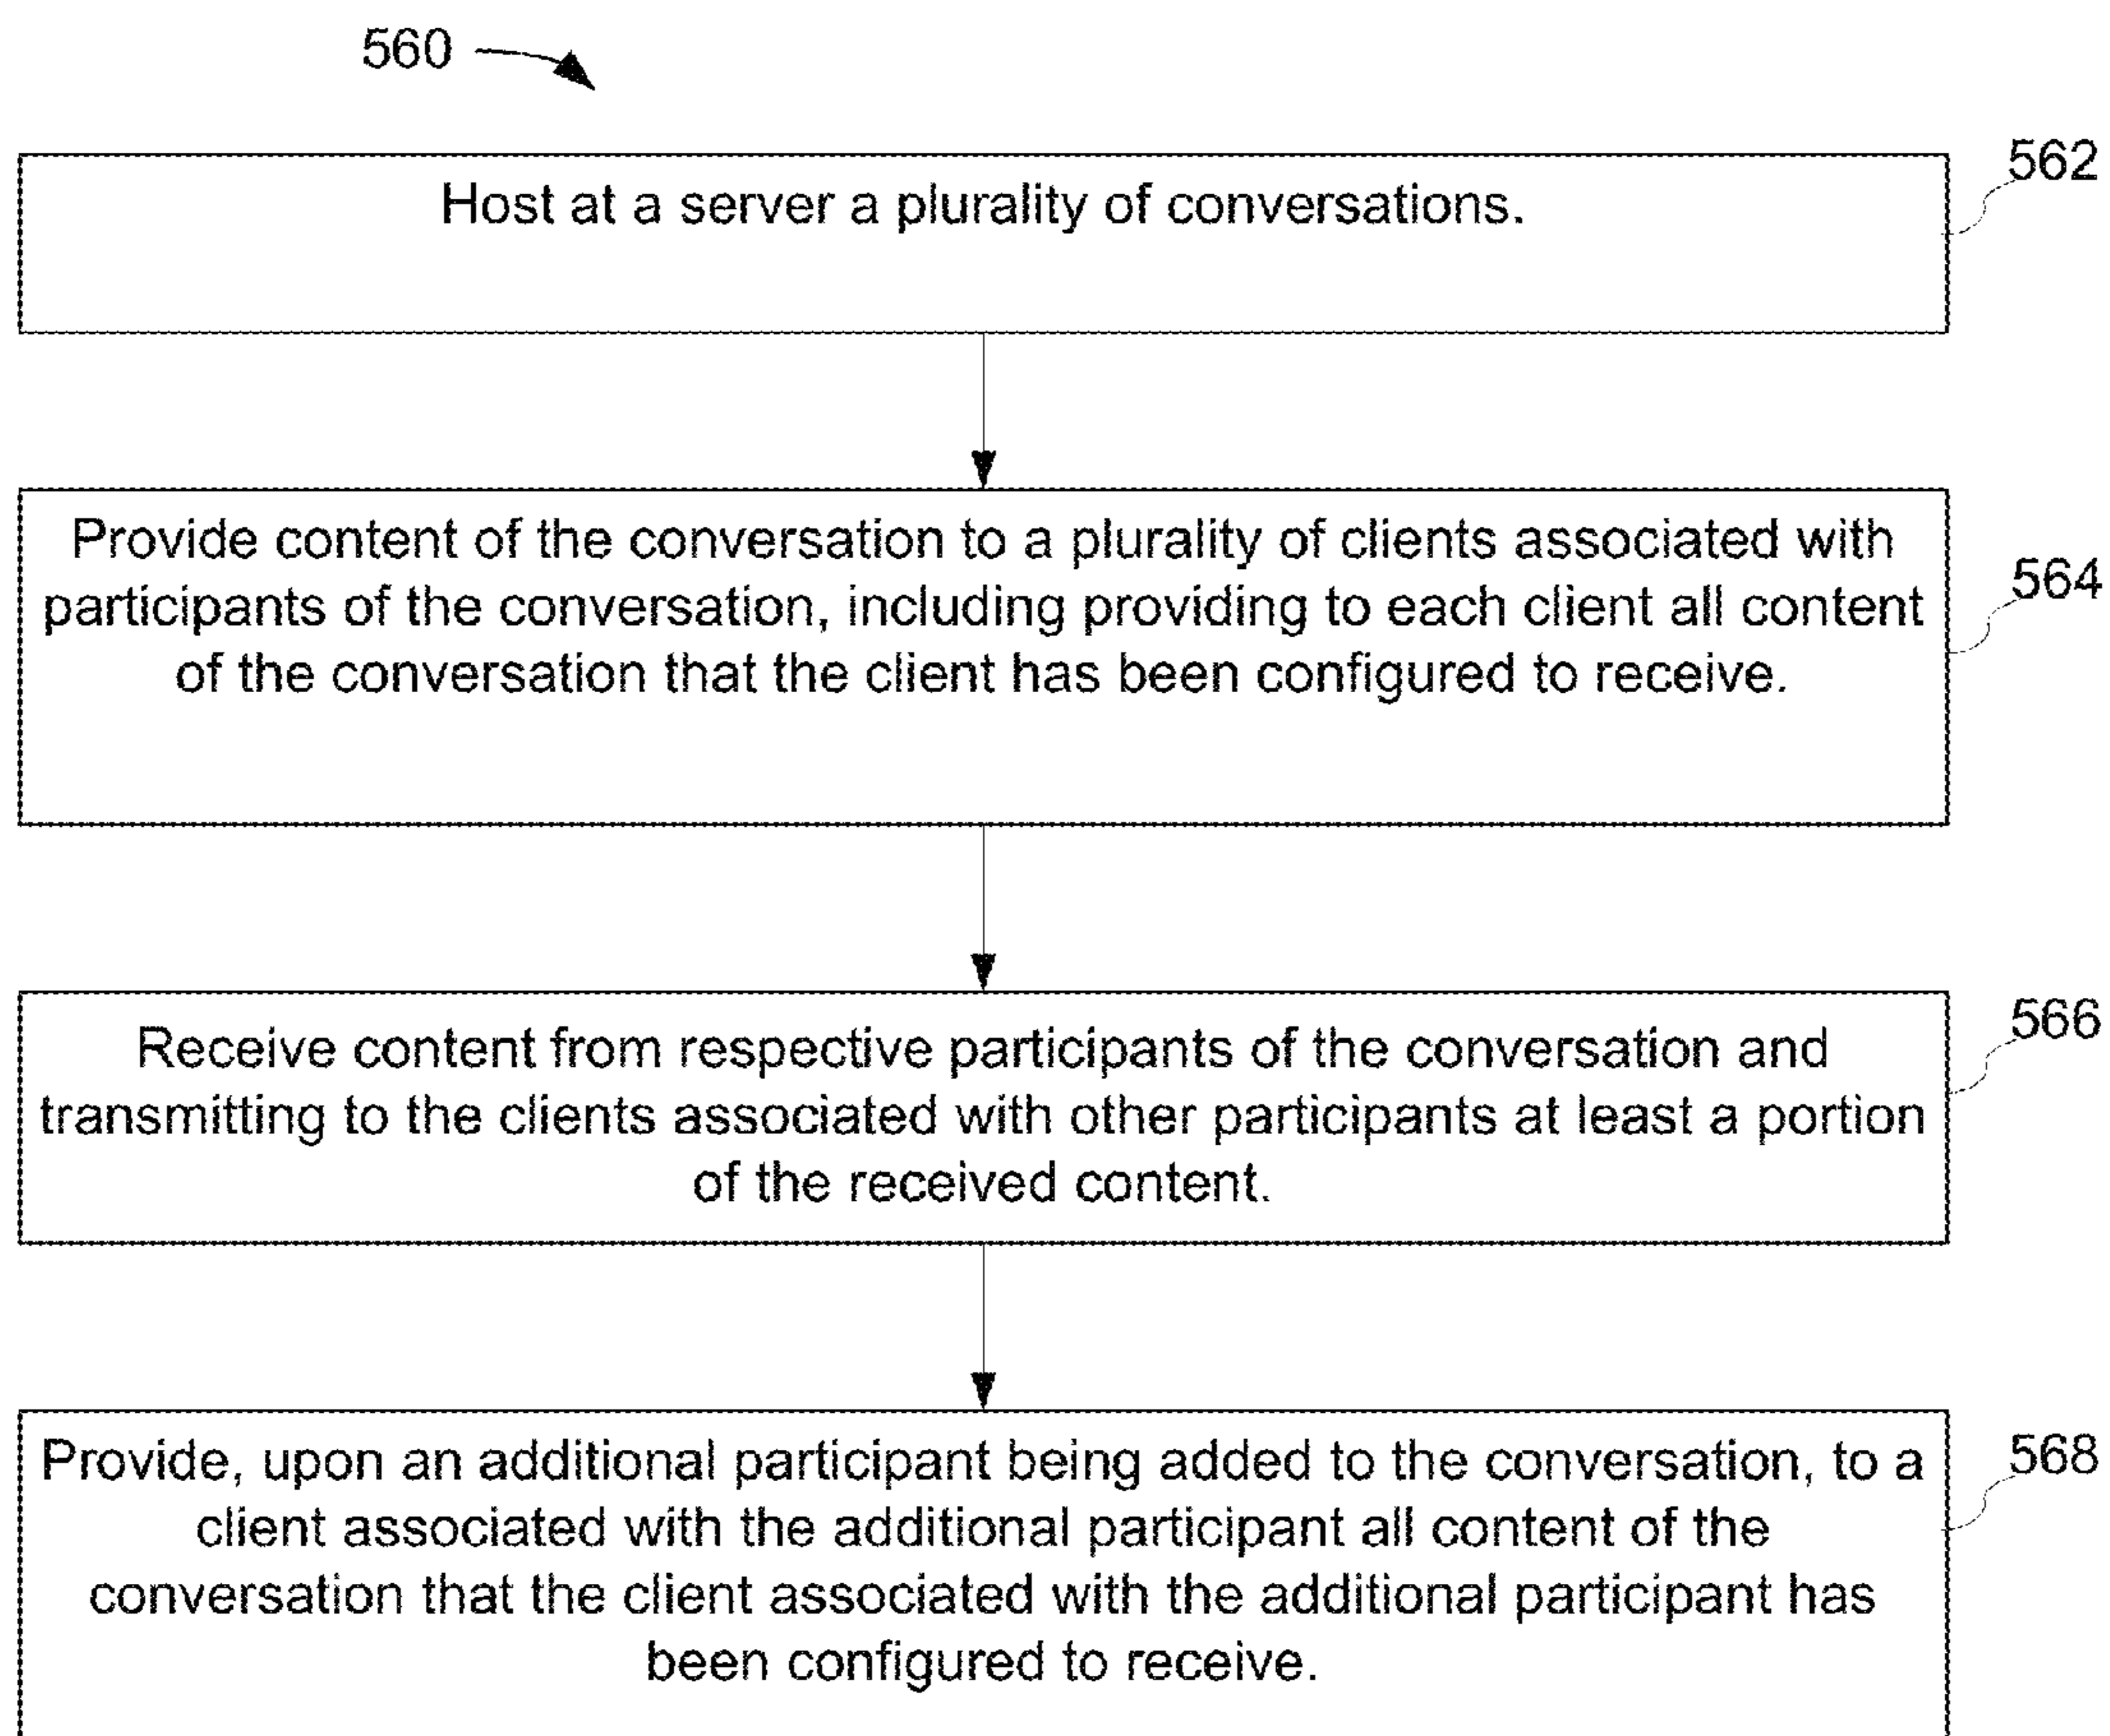 560
562
Host at a server a plurality of conversations.
Provide content of the conversation to a plurality of clients associated with
564
participants of the conversation, including providing to each client all content
of the conversation that the client has been configured to receive.
566
Receive content from respective participants of the conversation and
transmitting to the clients associated with other participants at least a portion
of the received content.
568
Provide, upon an additional participant being added to the conversation, to a
client associated with the additional participant all content of the
conversation that the client associated with the additional participant has
been configured to receive.